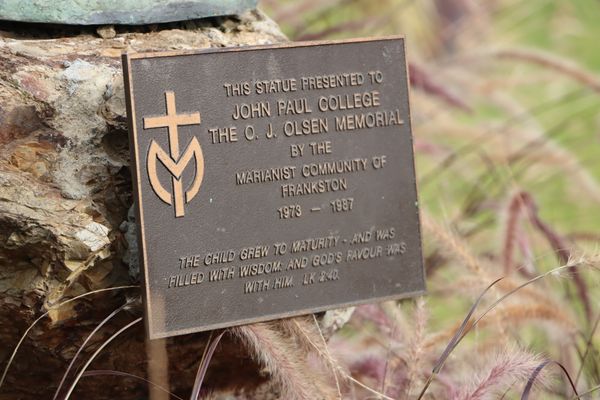 THIS STATUE PRESENTED TO
JOHN PAUL COLLEGE
THE O. J. OLSEN MEMORIAL
BY THE
MARIANIST COMMUNITY OF
FRANKSTON
1973 — 1987
THE CHILD GREW TO MATURITY - AND WAS
FILLED WITH WISDOM: AND GOD'S FAVOUR WAS
WITH HIM. LK 2:40.